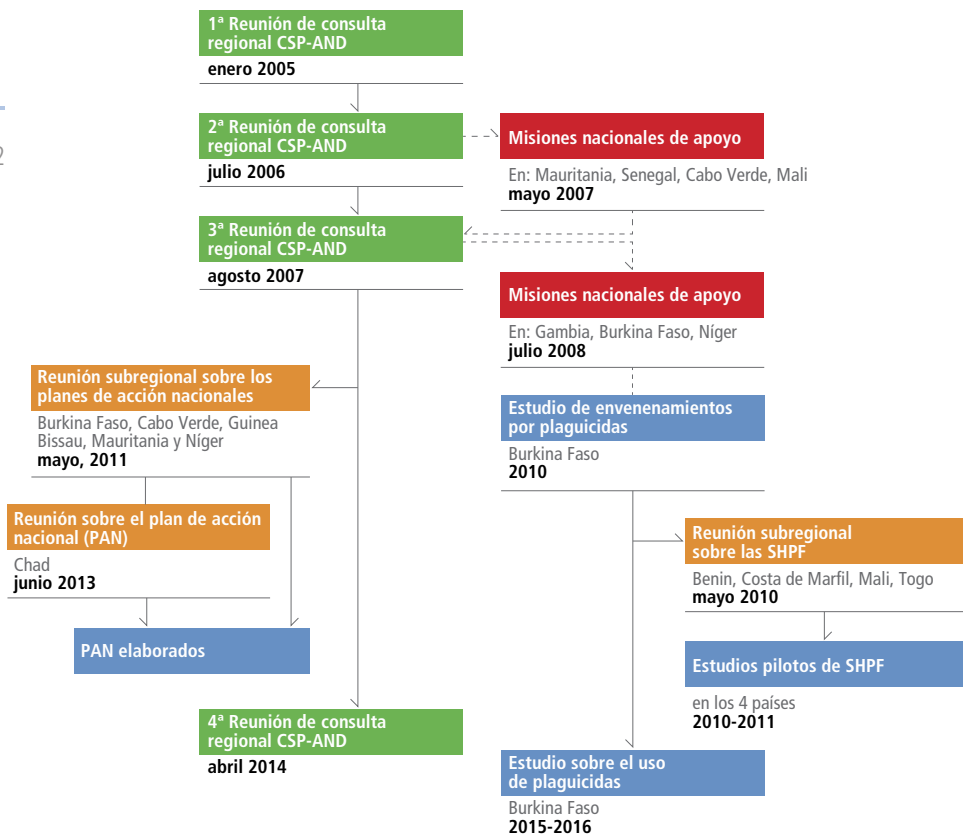 1ª Reunión de consulta
regional CSP-AND
enero 2005
2
2ª Reunión de consulta
regional CSP-AND
julio 2006
Misiones nacionales de apoyo
En: Mauritania, Senegal, Cabo Verde, Mali
mayo 2007
3ª Reunión de consulta
regional CSP-AND
agosto 2007
Misiones nacionales de apoyo
En: Gambia, Burkina Faso, Níger
julio 2008
Reunión subregional sobre los
planes de acción nacionales
Burkina Faso, Cabo Verde, Guinea
Bissau, Mauritania y Níger
mayo, 2011
Estudio de envenenamientos
por plaguicidas
Burkina Faso
2010
Reunión sobre el plan de acción
nacional (PAN)
Chad
junio 2013
Reunión subregional
sobre las SHPF
Benin, Costa de Marfil, Mali, Togo
mayo 2010
PAN elaborados
Estudios pilotos de SHPF
en los 4 países
2010-2011
4ª Reunión de consulta
regional CSP-AND
abril 2014
Estudio sobre el uso
de plaguicidas
Burkina Faso
2015-2016